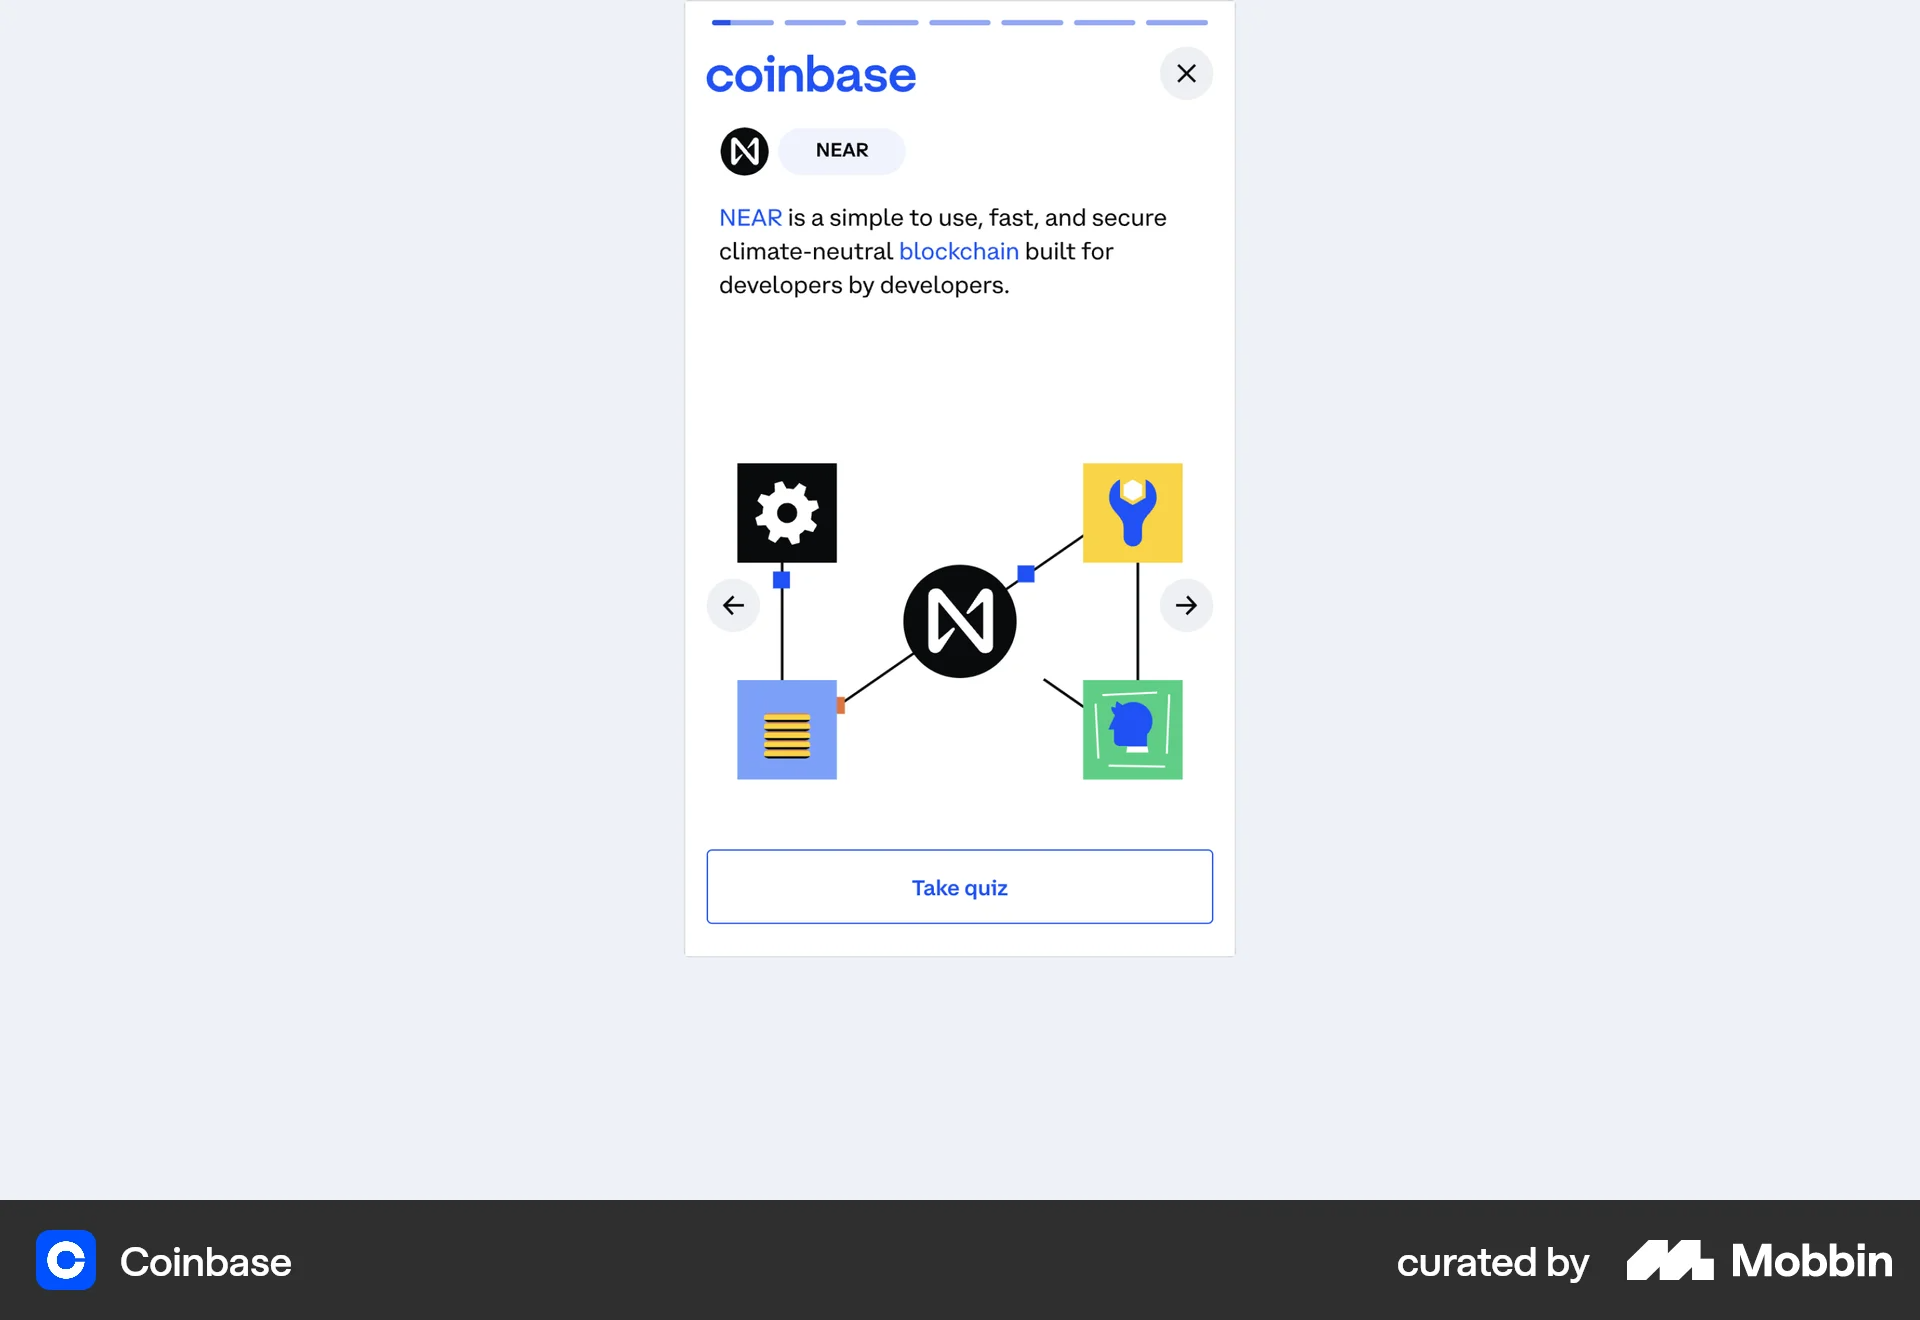 coinbase
NEAR
NEAR is a simple to use, fast, and secure
climate-neutral blockchain built for
developers by developers.
Take quiz
Coinbase
curated by Mobbin